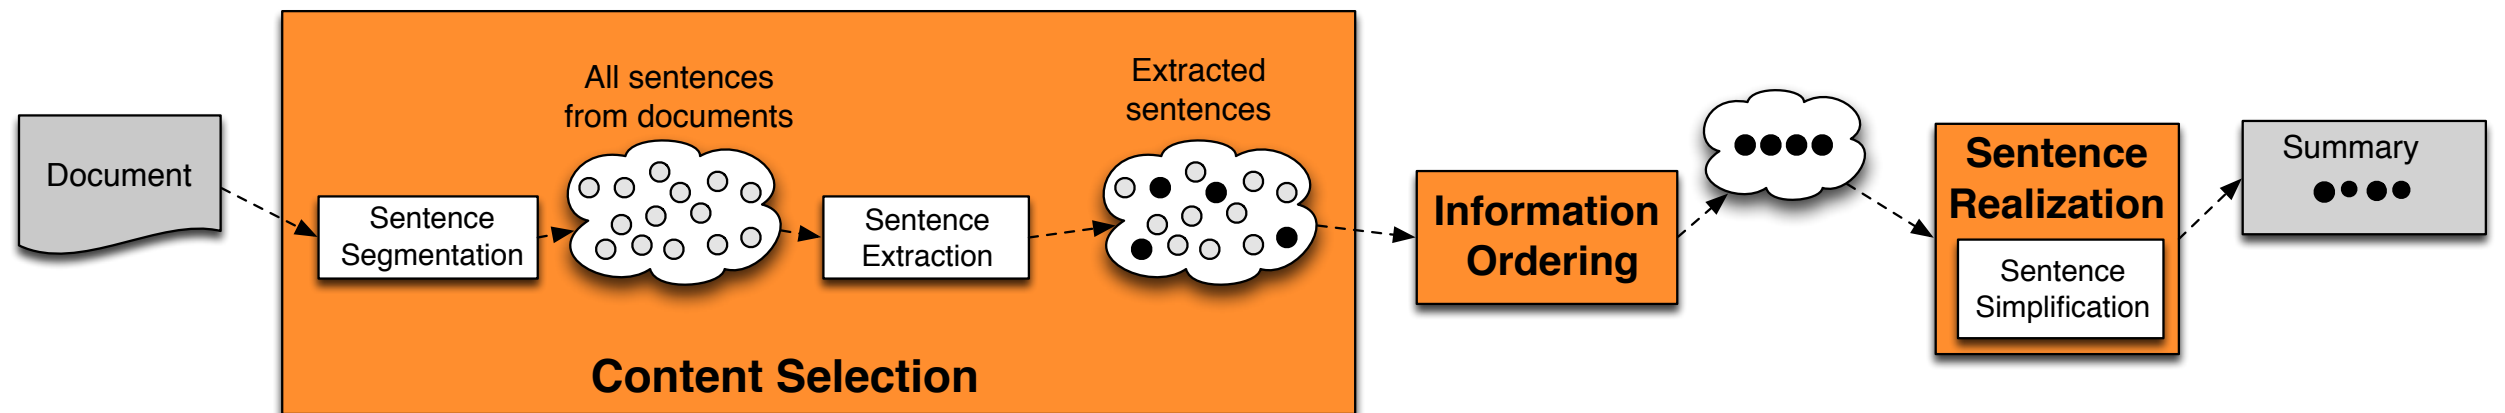 Document
Sentence
Segmentation
All sentences
from documents
Sentence
Extraction
Extracted
sentences
Content Selection
Information
Ordering
Sentence
Realization
Sentence
Simplification
Summary